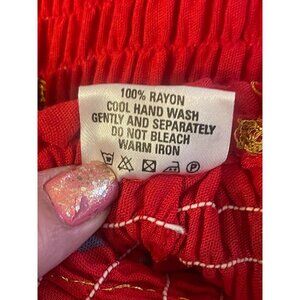 100% RAYON
COOL HAND WASH
GENTLY AND SEPARATELY
DO NOT BLEACH
WARM IRON